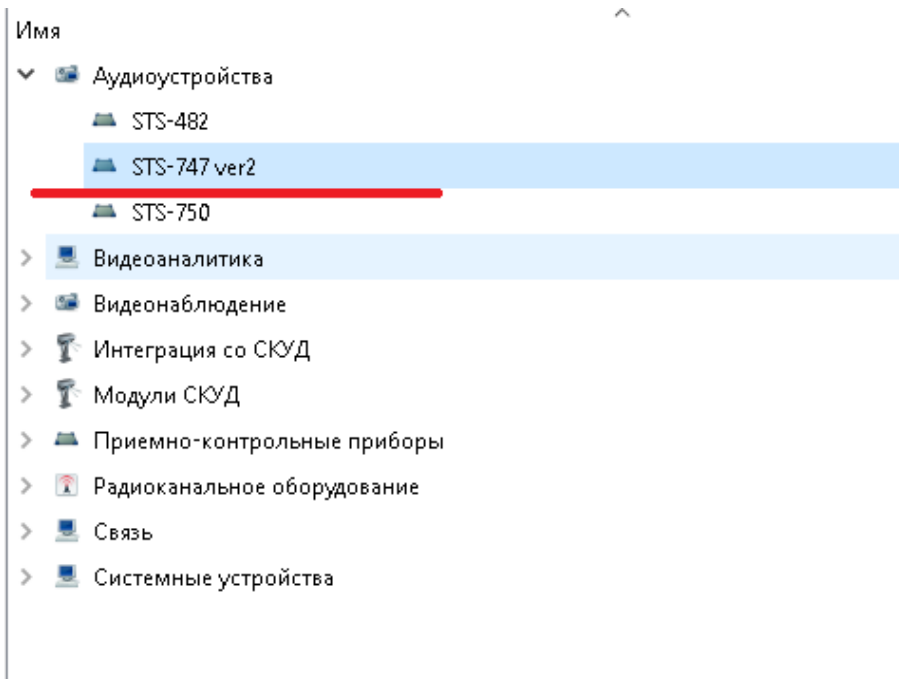 Имя
Аудиоустройства
STS-482
STS-747 ver2
STS-750
Видеоаналитика
Видеонаблюдение
Интеграция со СКУД
Модули СКУД
Приемно-контрольные приборы
Радиоканальное оборудование
Связь
Системные устройства